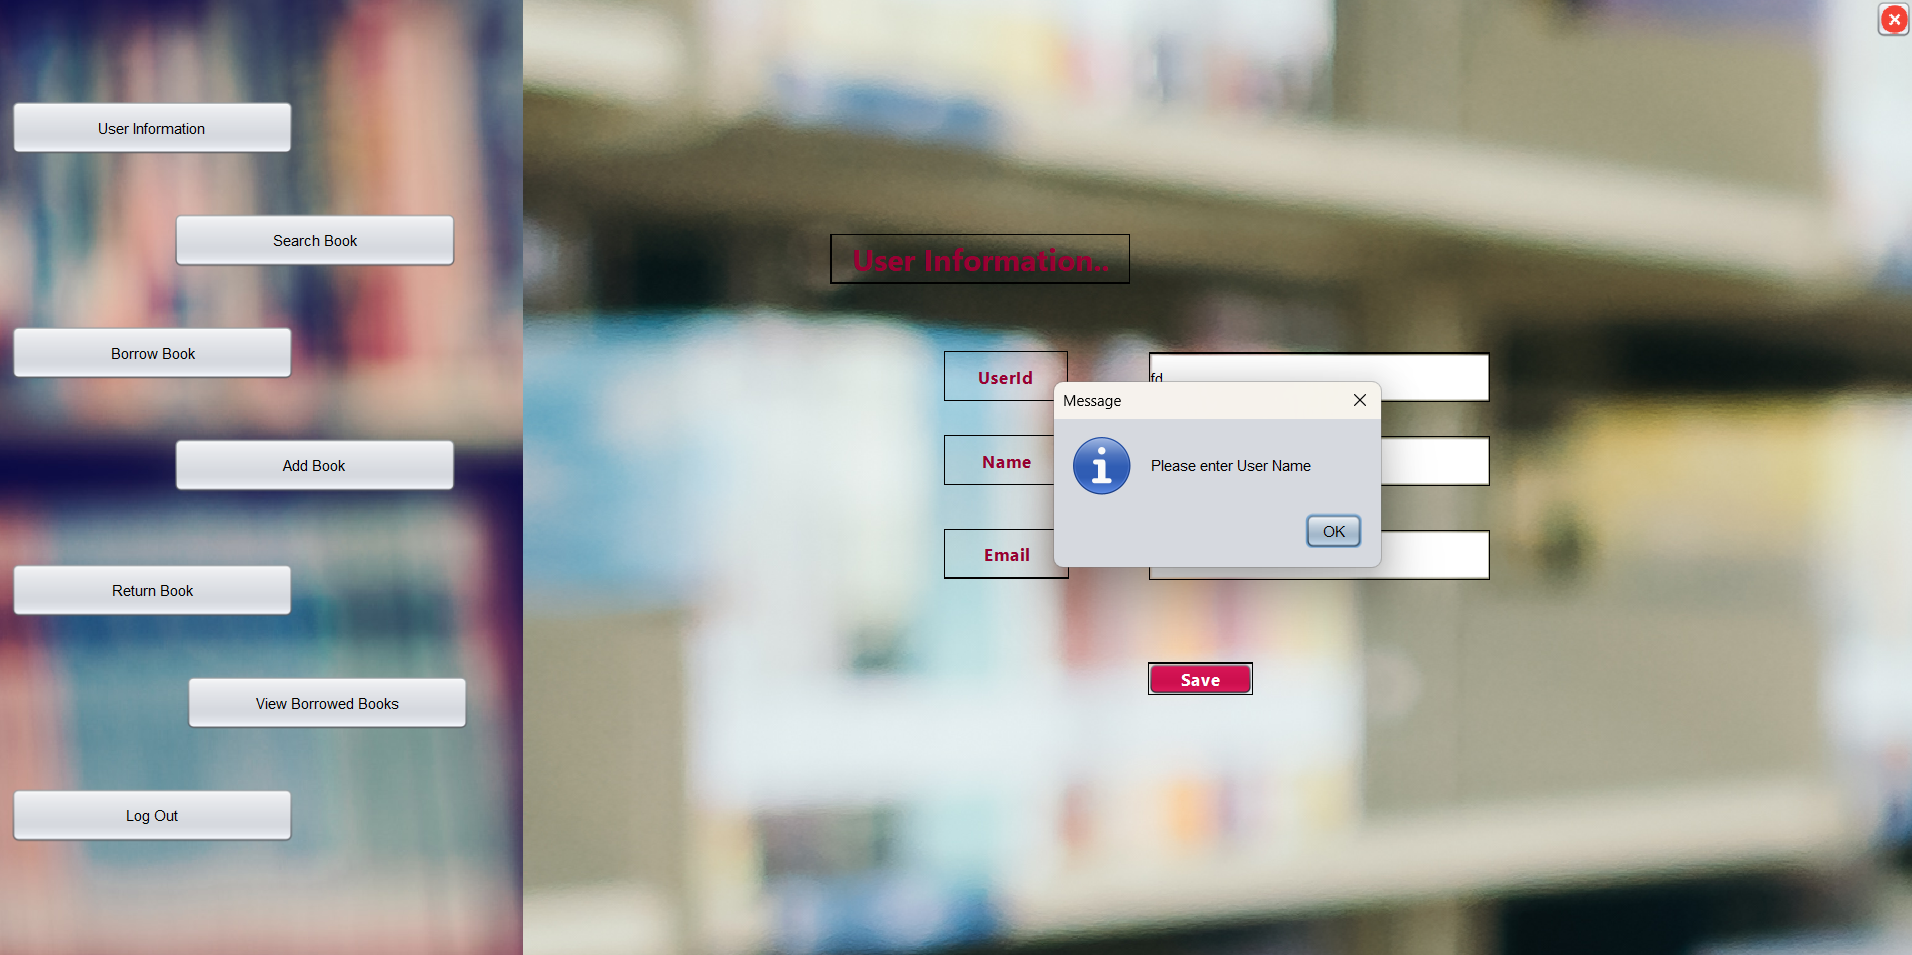 User Information
Search Book
Borrow Book
Add Book
Return Book
View Borrowed Books
Log Out
User Information..
UserId
fd
Name
Email
Message
Please enter User Name
OK
Save